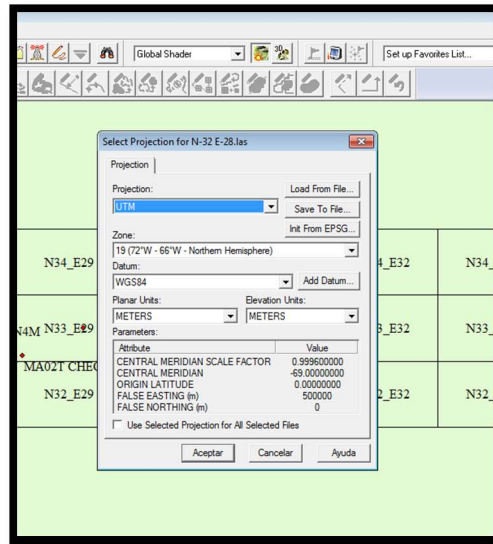 Global Shader
Set up Favorites List...
Select Projection for N-32 E-28.las
Projection
Projection:
Load From File...
UTM
Save To File...
Init From EPSG...
Zone:
19 (72°W - 66°W - Northern Hemisphere)
Datum:
WGS84
Add Datum...
Planar Units:
Elevation Units:
METERS
METERS
Parameters:
Attribute
Value
CENTRAL MERIDIAN SCALE FACTOR
0.999600000
CENTRAL MERIDIAN
-69.00000000
ORIGIN LATITUDE
0.00000000
FALSE EASTING (m)
500000
FALSE NORTHING (m)
0
Use Selected Projection for All Selected Files
Aceptar
Cancelar
Ayuda
N34_E29
4_E32
N34_
N4M
N33_E29
3_E32
N33_
MA02T CHEC
N32_E29
2_E32
N32_